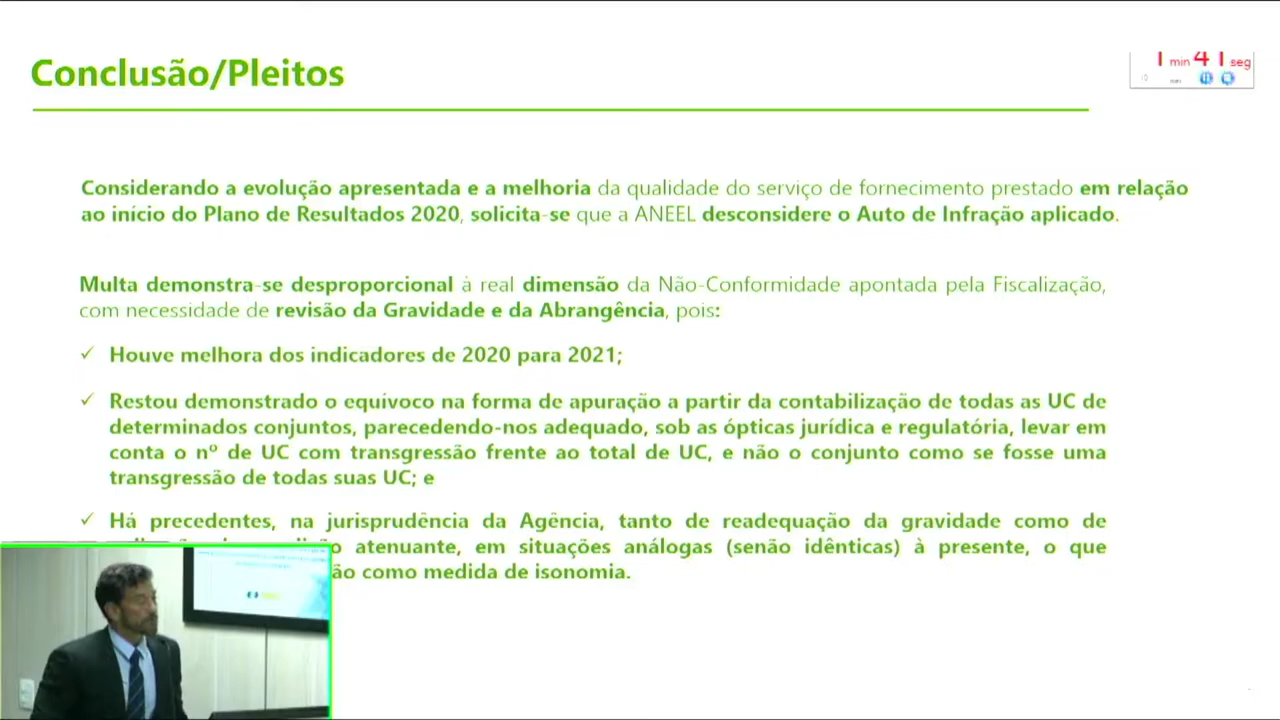 Conclusão/Pleitos
1 min 41 seg
Considerando a evolução apresentada e a melhoria da qualidade do serviço de fornecimento prestado em relação
ao início do Plano de Resultados 2020, solicita-se que a ANEEL desconsidere o Auto de Infração aplicado.
Multa demonstra-se desproporcional à real dimensão da Não-Conformidade apontada pela Fiscalização,
com necessidade de revisão da Gravidade e da Abrangência, pois:
✓ Houve melhora dos indicadores de 2020 para 2021;
✓ Restou demonstrado o equívoco na forma de apuração a partir da contabilização de todas as UC de
determinados conjuntos, parecedendo-nos adequado, sob as ópticas jurídica e regulatória, levar em
conta o nº de UC com transgressão frente ao total de UC, e não o conjunto como se fosse uma
transgressão de todas suas UC; e
✓ Há precedentes, na jurisprudência da Agência, tanto de readequação da gravidade como de
atenuante, em situações análogas (senão idênticas) à presente, o que
ão como medida de isonomia.